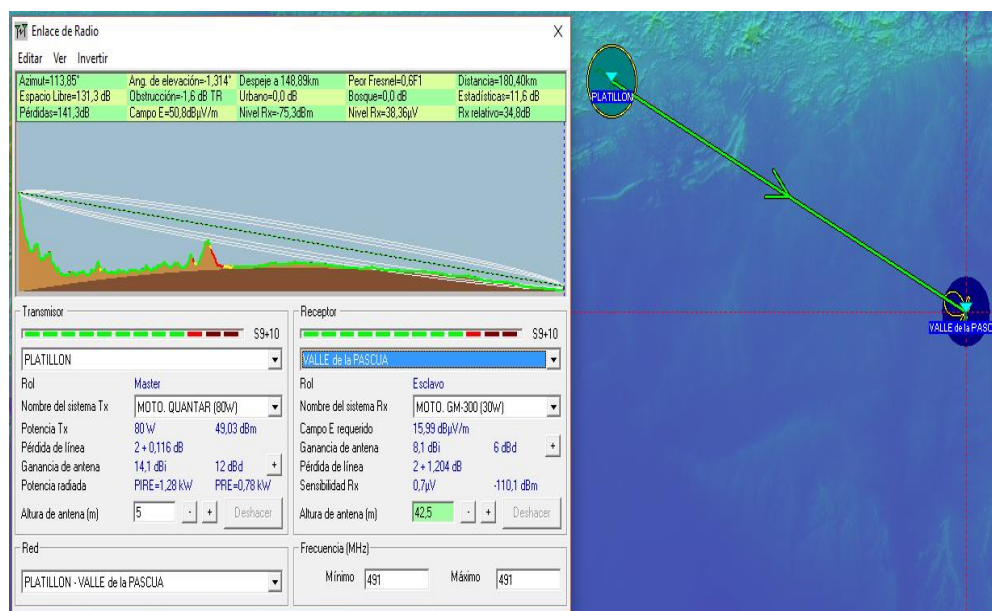 Enlace de Radio
Editar Ver Invertir
Azimut=113,85° Ang. de elevación=-1,314° Despeje a 148,89km Peor Fresnel=0,6F1 Distancia=180,40km
Espacio Libre=131,3 dB Obstrucción=-1,6 dB TR Urbano=0,0 dB Bosque=0,0 dB Estadísticas=11,6 dB
Pérdidas=141,3dB Campo E=50,8dBµV/m Nivel Rx=-75,3dBm Nivel Rx=38,36µV Rx relativo=34,8dB
Transmisor
S9+10
PLATILLON
Rol Master
Nombre del sistema Tx MOTO. QUANTAR (80W)
Potencia Tx 80 W 49,03 dBm
Pérdida de línea 2 + 0,116 dB
Ganancia de antena 14,1 dBi 12 dBd +
Potencia radiada PIRE=1,28 kW PRE=0,78 kW
Altura de antena (m) 5 - + Deshacer
Receptor
S9+10
VALLE de la PASCUA
Rol Esclavo
Nombre del sistema Rx MOTO. GM-300 (30W)
Campo E requerido 15,99 dBµV/m
Ganancia de antena 8,1 dBi 6 dBd +
Pérdida de línea 2 + 1,204 dB
Sensibilidad Rx 0,7µV -110,1 dBm
Altura de antena (m) 42,5 - + Deshacer
Red
PLATILLON - VALLE de la PASCUA
Frecuencia (MHz)
Mínimo 491 Máximo 491
PLATILLON
VALLE de la PASC